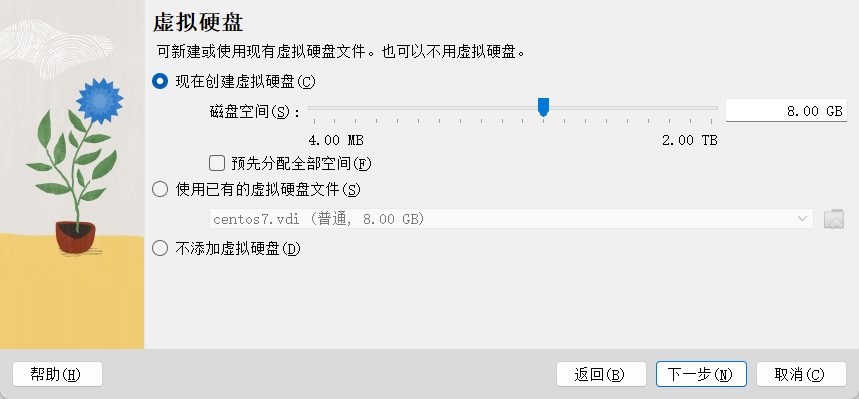 虚拟硬盘
可新建或使用现有虚拟硬盘文件。也可以不用虚拟硬盘。
现在创建虚拟硬盘(C)
磁盘空间(S)： 8.00 GB
4.00 MB 2.00 TB
预先分配全部空间(F)
使用已有的虚拟硬盘文件(S)
centos7.vdi (普通, 8.00 GB)
不添加虚拟硬盘(D)
帮助(H) 返回(B) 下一步(N) 取消(C)